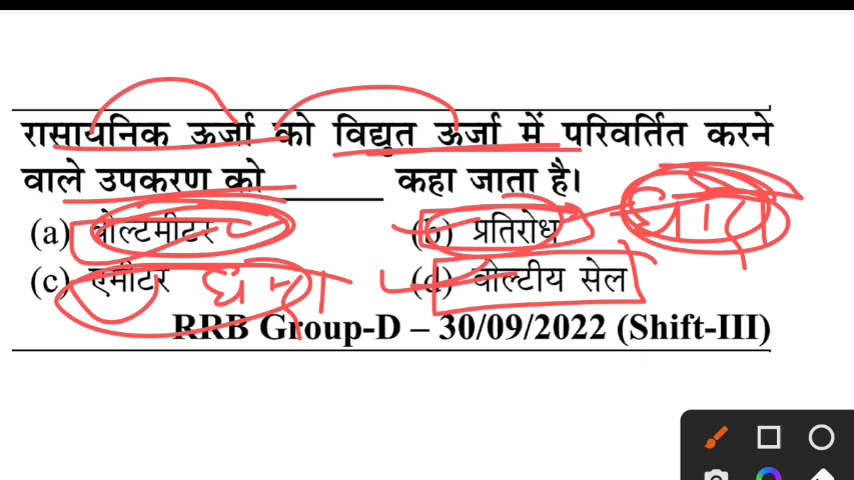 रासायनिक ऊर्जा को विद्युत ऊर्जा में परिवर्तित करने
वाले उपकरण को ________ कहा जाता है।
(a) वोल्टमीटर (b) प्रतिरोध
(c) एमीटर (d) वोल्टीय सेल
RRB Group-D – 30/09/2022 (Shift-III)